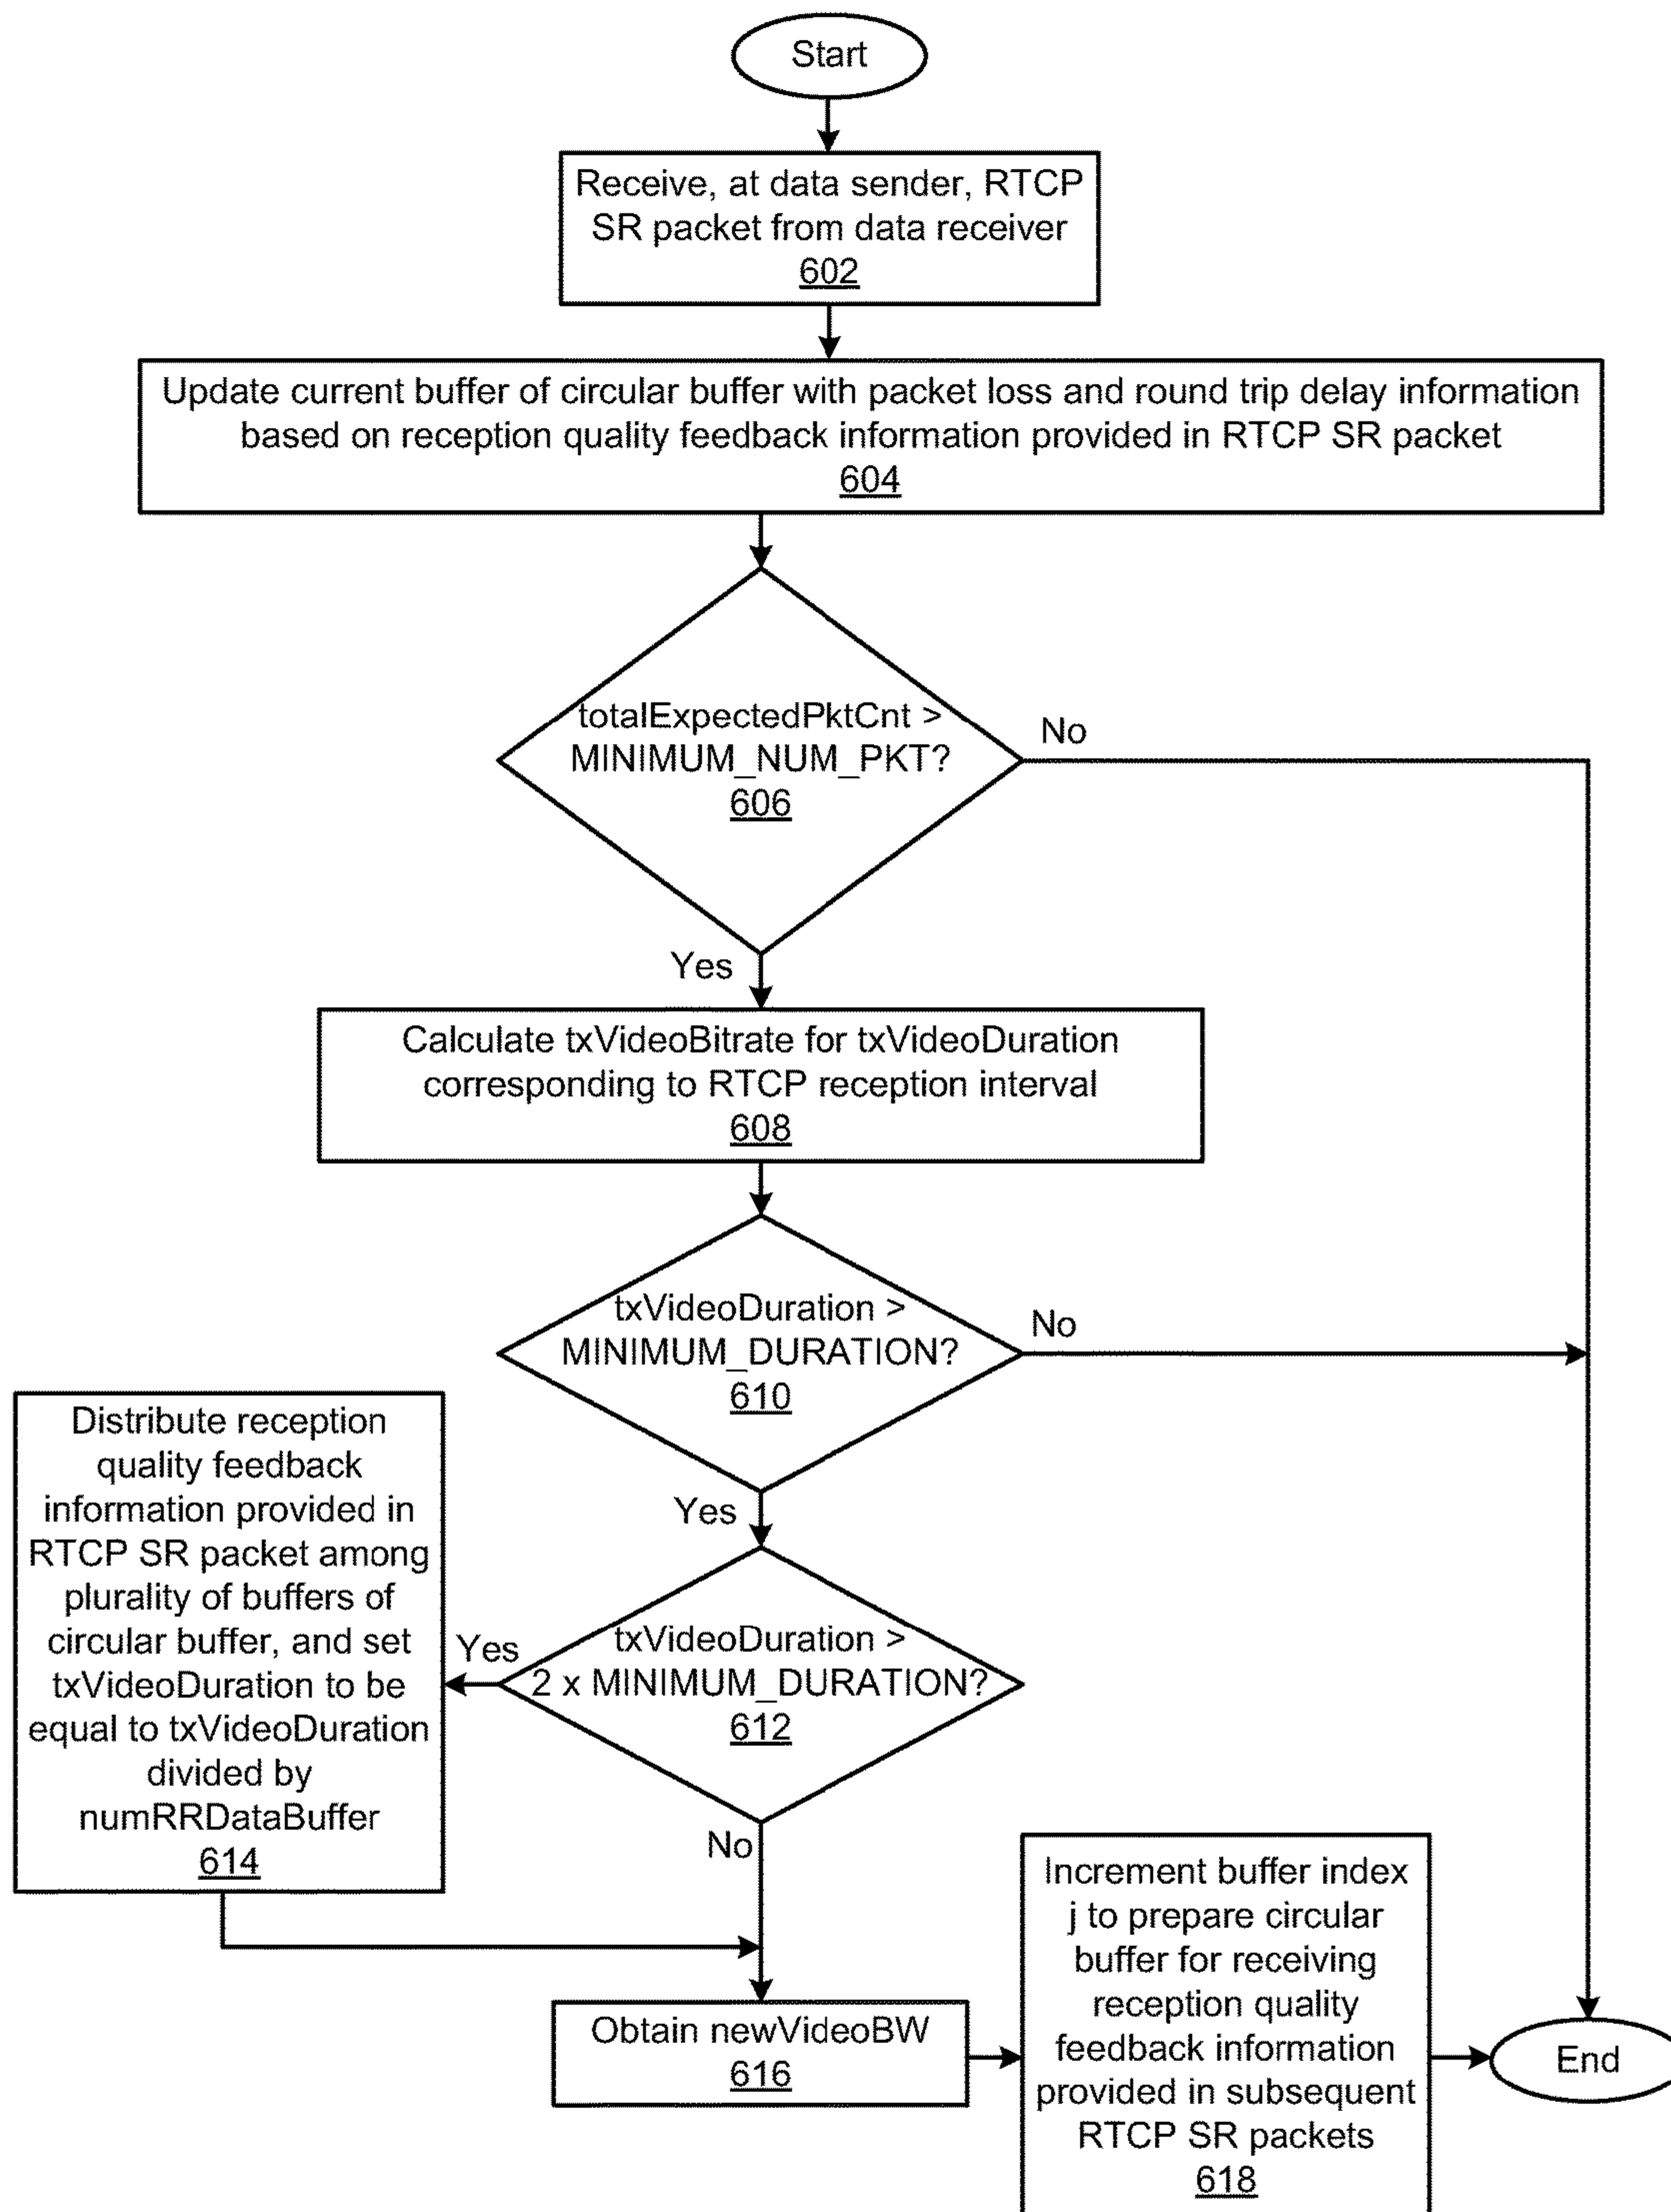 Start
Receive, at data sender, RTCP
SR packet from data receiver
602
Update current buffer of circular buffer with packet loss and round trip delay information
based on reception quality feedback information provided in RTCP SR packet
604
totalExpectedPktCnt >
MINIMUM_NUM_PKT?
606
No
Yes
Calculate txVideoBitrate for txVideoDuration
corresponding to RTCP reception interval
608
txVideoDuration >
MINIMUM_DURATION?
610
No
Yes
txVideoDuration >
2 x MINIMUM_DURATION?
612
Yes
No
Distribute reception
quality feedback
information provided in
RTCP SR packet among
plurality of buffers of
circular buffer, and set
txVideoDuration to be
equal to txVideoDuration
divided by
numRRDataBuffer
614
Obtain newVideoBW
616
Increment buffer index
j to prepare circular
buffer for receiving
reception quality
feedback information
provided in subsequent
RTCP SR packets
618
End